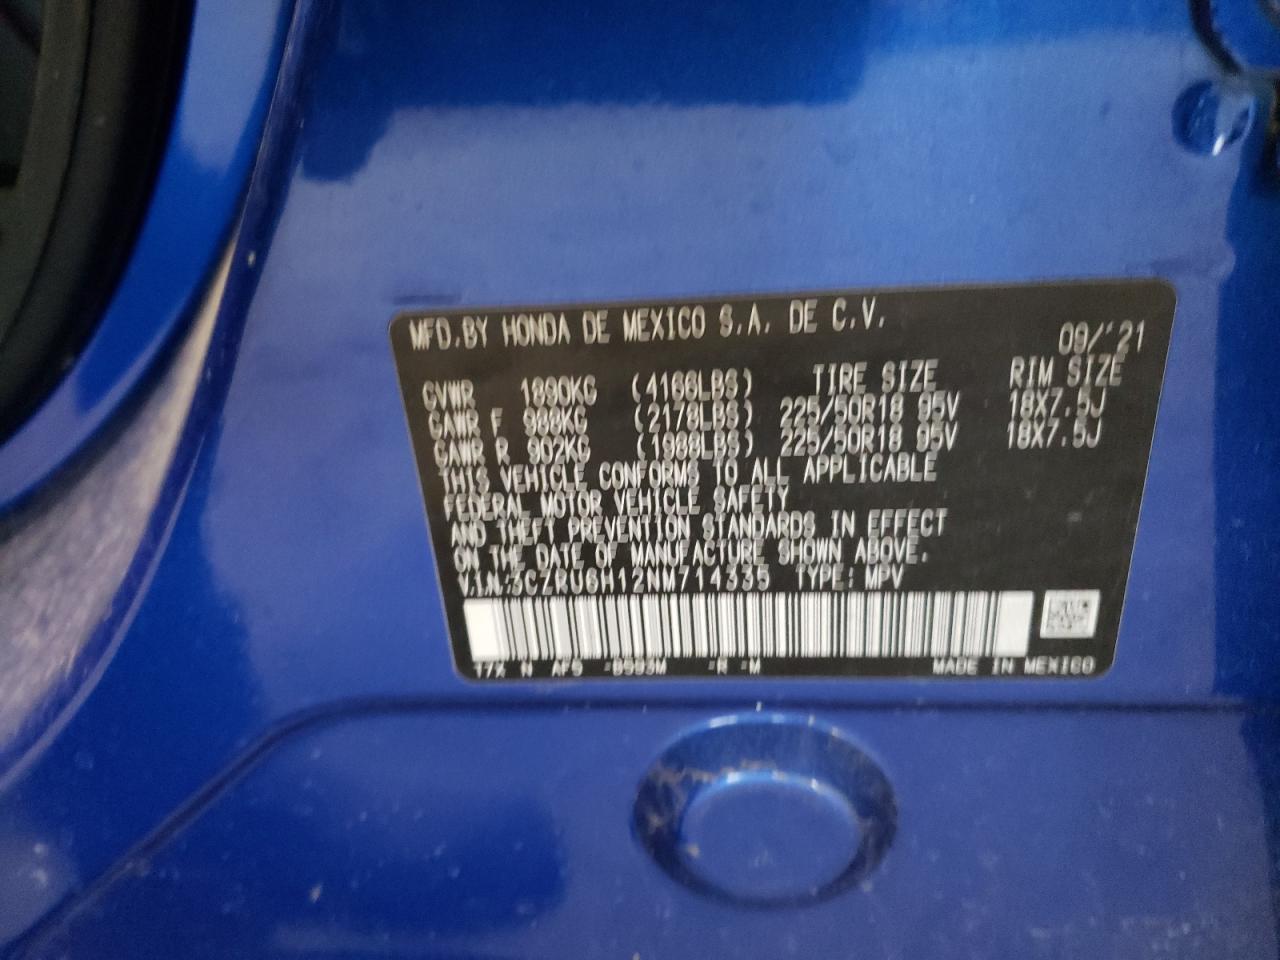 MFD.BY HONDA DE MEXICO S.A. DE C.V. 09/'21
GVWR 1890KG (4166LBS) TIRE SIZE RIM SIZE
GAWR F 988KG (2178LBS) 225/50R18 95V 18X7.5J
GAWR R 902KG (1988LBS) 225/50R18 95V 18X7.5J
THIS VEHICLE CONFORMS TO ALL APPLICABLE
FEDERAL MOTOR VEHICLE SAFETY
AND THEFT PREVENTION STANDARDS IN EFFECT
ON THE DATE OF MANUFACTURE SHOWN ABOVE.
V.I.N.:3CZRU6H12NM714335 TYPE: MPV
N R M MADE IN MEXICO